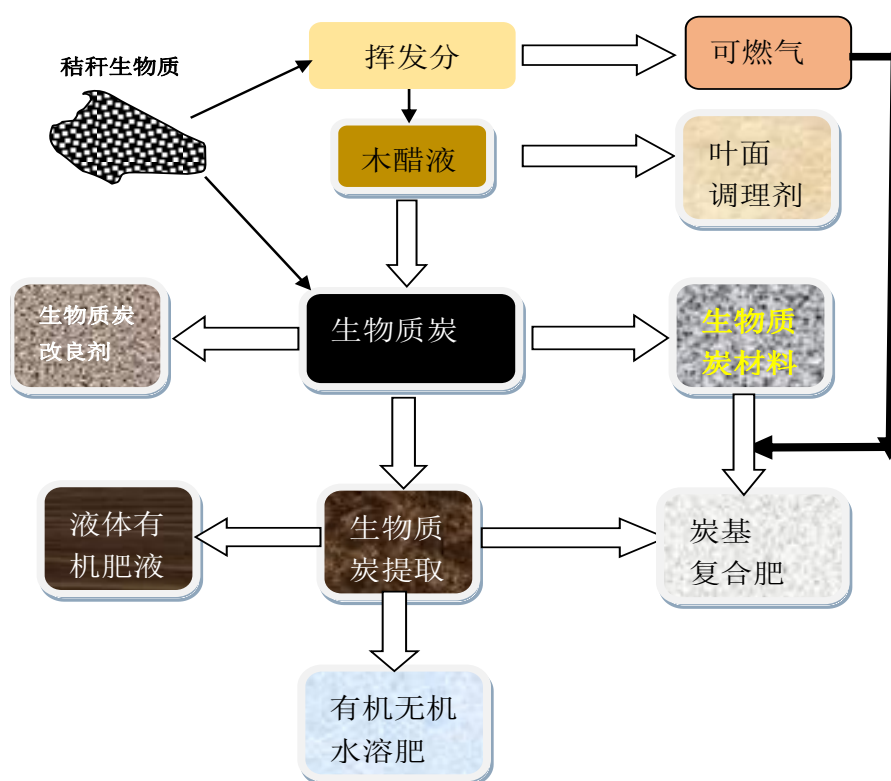 秸秆生物质
挥发分
可燃气
木醋液
叶面
调理剂
生物质炭
改良剂
生物质炭
生物质
炭材料
液体有
机肥液
生物质
炭提取
炭基
复合肥
有机无机
水溶肥